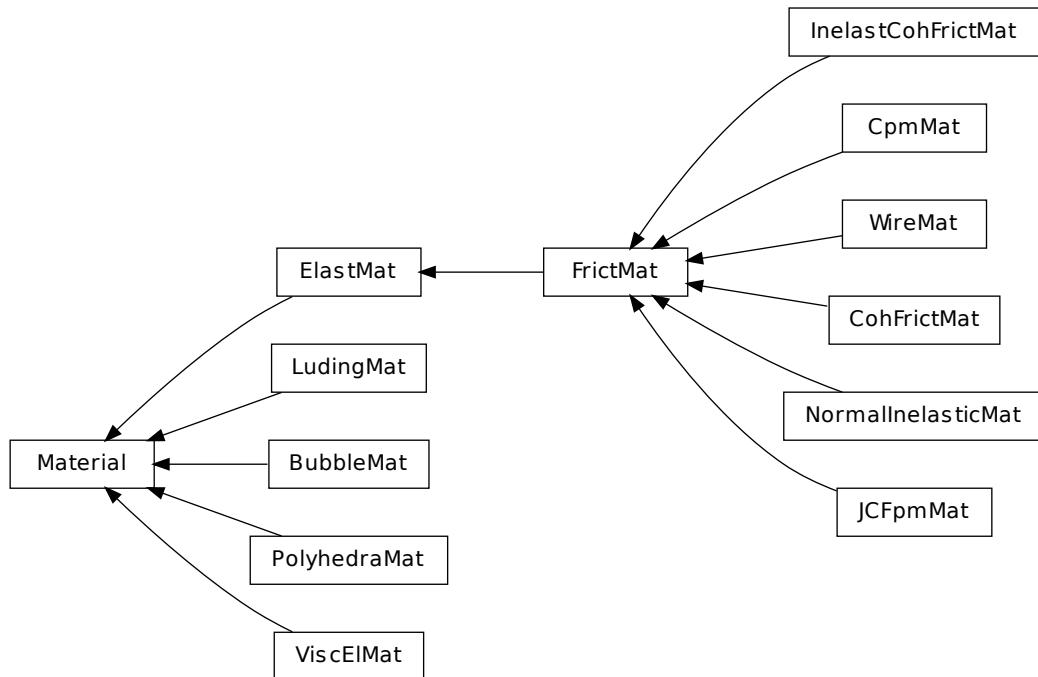 InelastCohFrictMat
CpmMat
WireMat
ElastMat
FrictMat
CohFrictMat
LudingMat
NormalInelasticMat
Material
BubbleMat
JCFpmMat
PolyhedraMat
ViscElMat